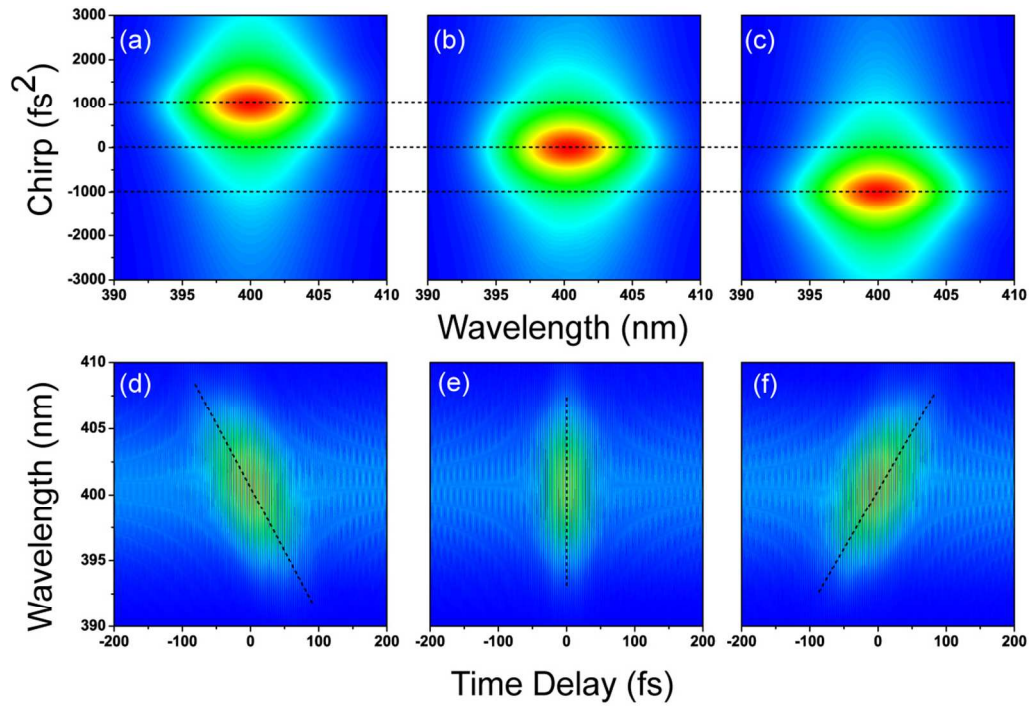 (a)
(b)
(c)
Chirp (fs²)
3000
2000
1000
0
-1000
-2000
-3000
390 395 400 405 410
390 395 400 405 410
390 395 400 405 410
Wavelength (nm)
(d)
(e)
(f)
Wavelength (nm)
410
405
400
395
390
-200 -100 0 100 200
-200 -100 0 100 200
-200 -100 0 100 200
Time Delay (fs)